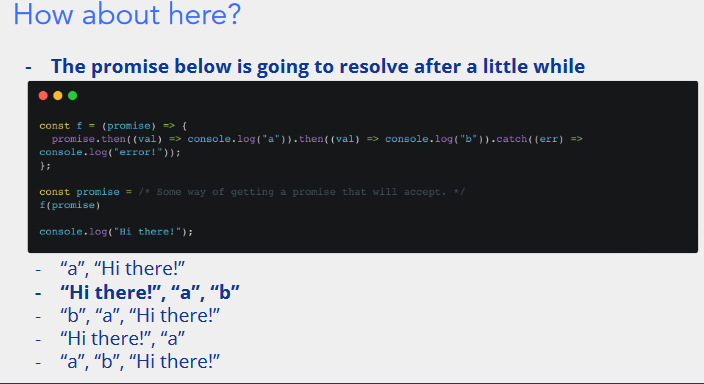 How about here?
- The promise below is going to resolve after a little while
const f = (promise) => {
  promise.then((val) => console.log("a")).then((val) => console.log("b")).catch((err) =>
console.log("error!"));
};
const promise = /* Some way of getting a promise that will accept. */
f(promise)
console.log("Hi there!");
- “a”, “Hi there!”
- “Hi there!”, “a”, “b”
- “b”, “a”, “Hi there!”
- “Hi there!”, “a”
- “a”, “b”, “Hi there!”